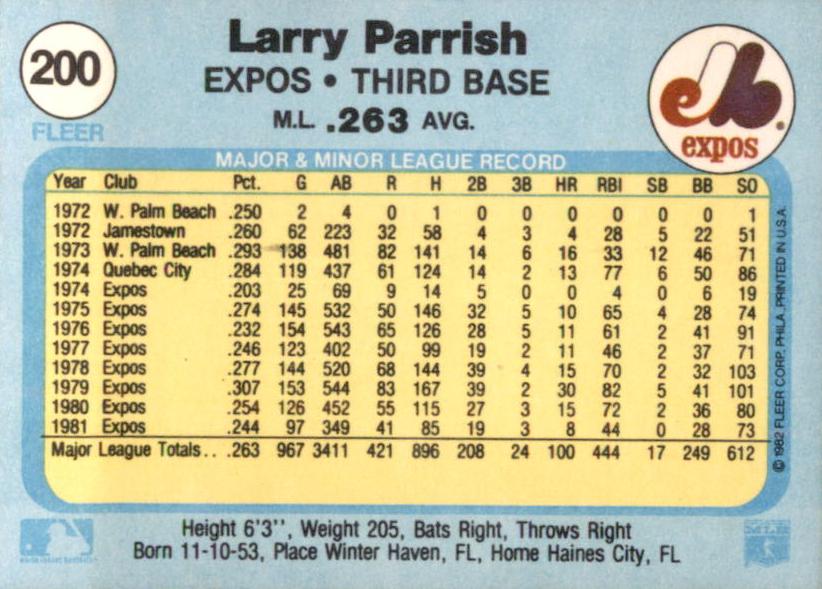 200
FLEER
Larry Parrish
EXPOS • THIRD BASE
M.L. .263 AVG.
expos
MAJOR & MINOR LEAGUE RECORD
Year Club Pct. G AB R H 2B 3B HR RBI SB BB SO
1972 W. Palm Beach .250 2 4 0 1 0 0 0 0 0 0 1
1972 Jamestown .260 62 223 32 58 4 3 4 28 5 22 51
1973 W. Palm Beach .293 138 481 82 141 14 6 16 33 12 46 71
1974 Quebec City .284 119 437 61 124 14 2 13 77 6 50 86
1974 Expos .203 25 69 9 14 5 0 0 4 0 6 19
1975 Expos .274 145 532 50 146 32 5 10 65 4 28 74
1976 Expos .232 154 543 65 126 28 5 11 61 2 41 91
1977 Expos .246 123 402 50 99 19 2 11 46 2 37 71
1978 Expos .277 144 520 68 144 39 4 15 70 2 32 103
1979 Expos .307 153 544 83 167 39 2 30 82 5 41 101
1980 Expos .254 126 452 55 115 27 3 15 72 2 36 80
1981 Expos .244 97 349 41 85 19 3 8 44 0 28 73
Major League Totals.. .263 967 3411 421 896 208 24 100 444 17 249 612
© 1982 FLEER CORP. PHILA. PRINTED IN U.S.A.
Height 6'3'', Weight 205, Bats Right, Throws Right
Born 11-10-53, Place Winter Haven, FL, Home Haines City, FL